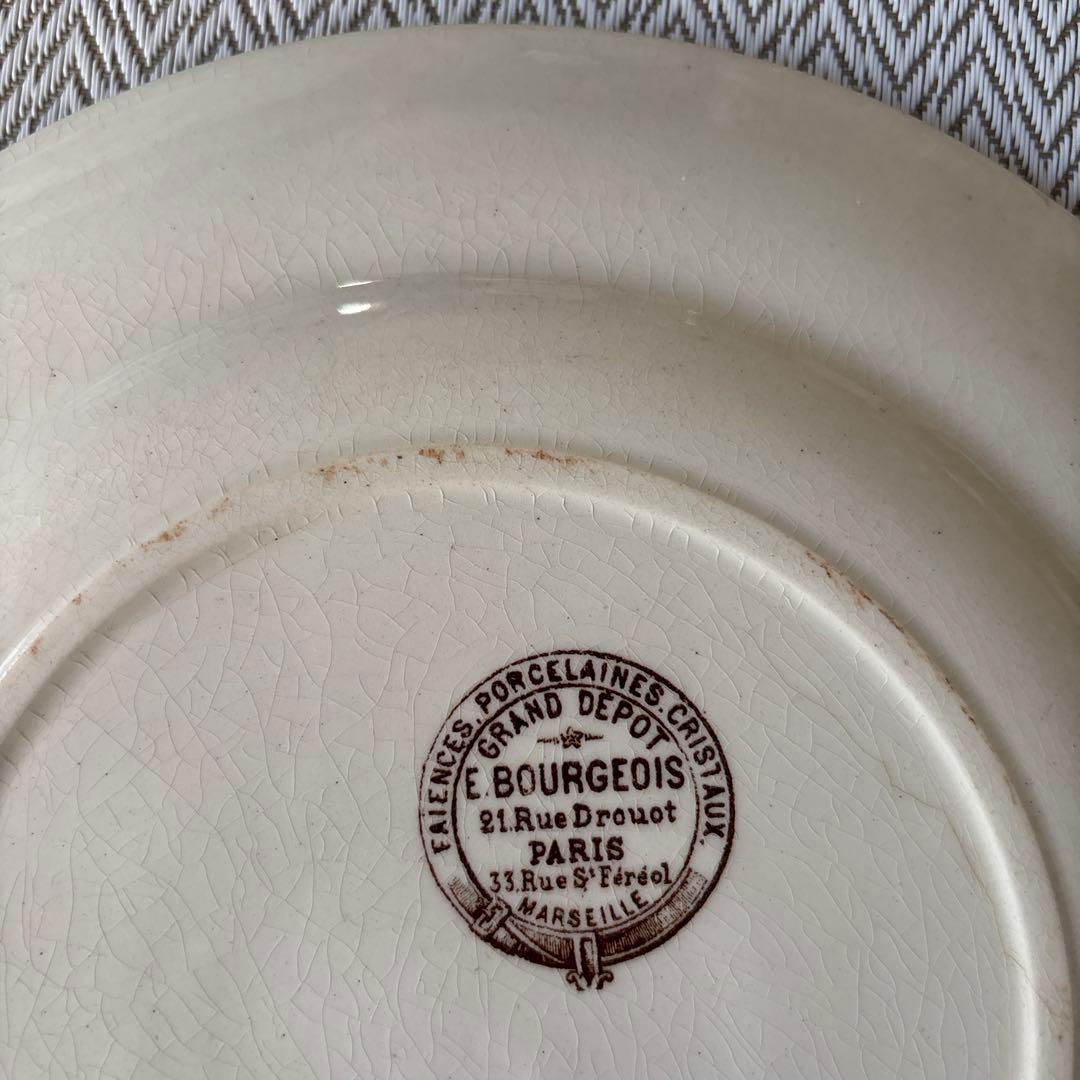 FAIENCES. PORCELAINES. CRISTAUX.
GRAND DÉPOT
E. BOURGEOIS
21. Rue Drouot
PARIS
33. Rue St Féréol
MARSEILLE